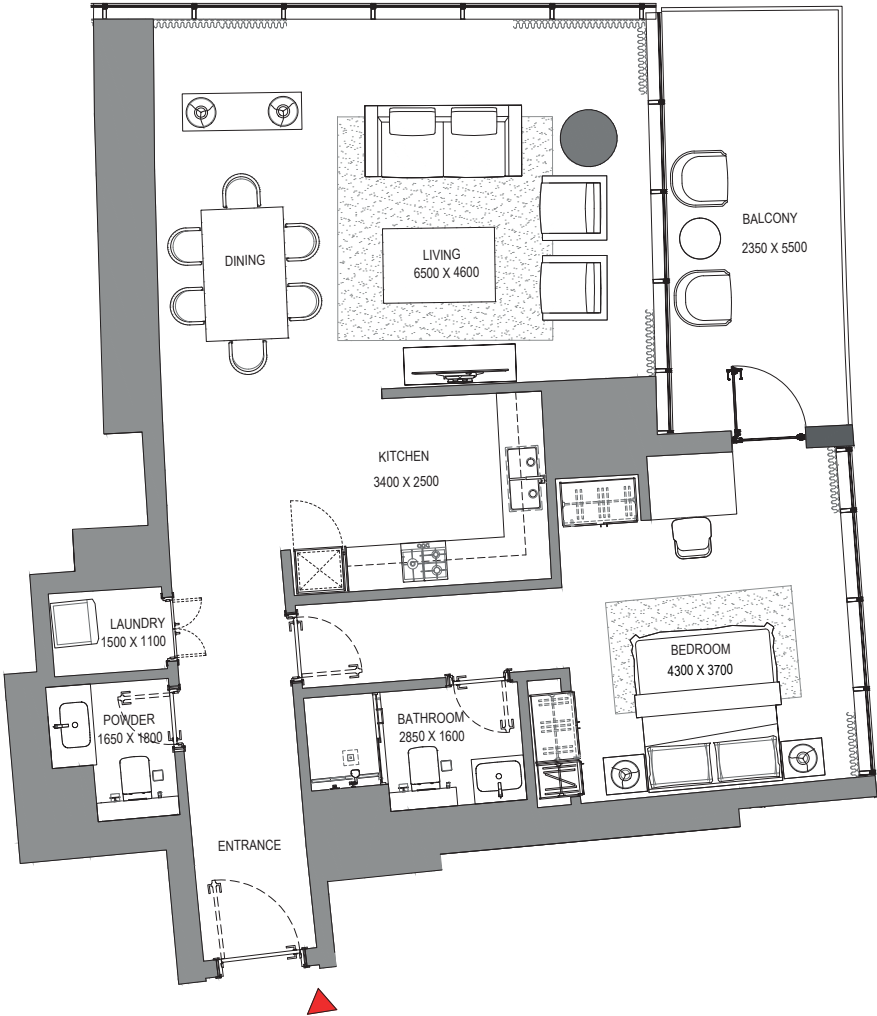 BALCONY
2350 X 5500
DINING
LIVING
6500 X 4600
KITCHEN
3400 X 2500
LAUNDRY
1500 X 1100
BEDROOM
4300 X 3700
POWDER
1650 X 1800
BATHROOM
2850 X 1600
ENTRANCE